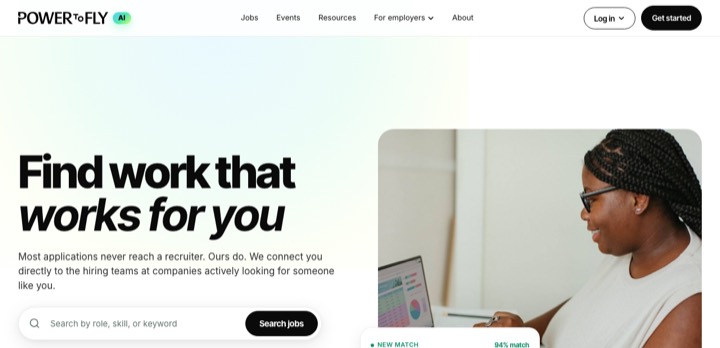 POWER TO FLY AI
Jobs Events Resources For employers About
Log in
Get started
Find work that
works for you
Most applications never reach a recruiter. Ours do. We connect you
directly to the hiring teams at companies actively looking for someone
like you.
Search by role, skill, or keyword
Search jobs
NEW MATCH
94% match